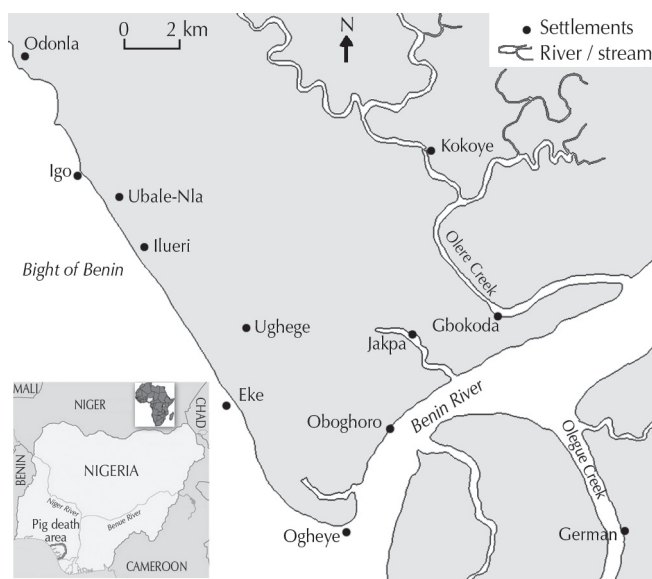 Settlements
River / stream
N
0 2 km
Odonla
Igo
Ubale-Nla
Ilueri
Bight of Benin
Kokoye
Olere Creek
Gbokoda
Ughege
Jakpa
Eke
Benin River
Oboghoro
Olegue Creek
Ogheye
German
MALI
NIGER
CHAD
BENIN
NIGERIA
Niger River
Benue River
Pig death
area
CAMEROON